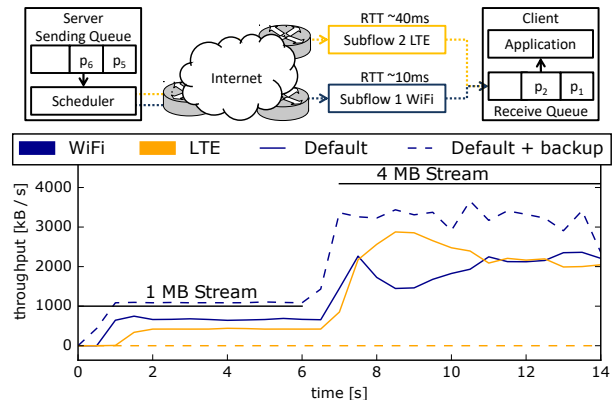 Server
Sending Queue
p6 p5
Scheduler
Internet
RTT ~40ms
Subflow 2 LTE
RTT ~10ms
Subflow 1 WiFi
Client
Application
p2 p1
Receive Queue
WiFi LTE Default Default + backup
4 MB Stream
1 MB Stream
throughput [kB / s]
4000
3000
2000
1000
0
0 2 4 6 8 10 12 14
time [s]